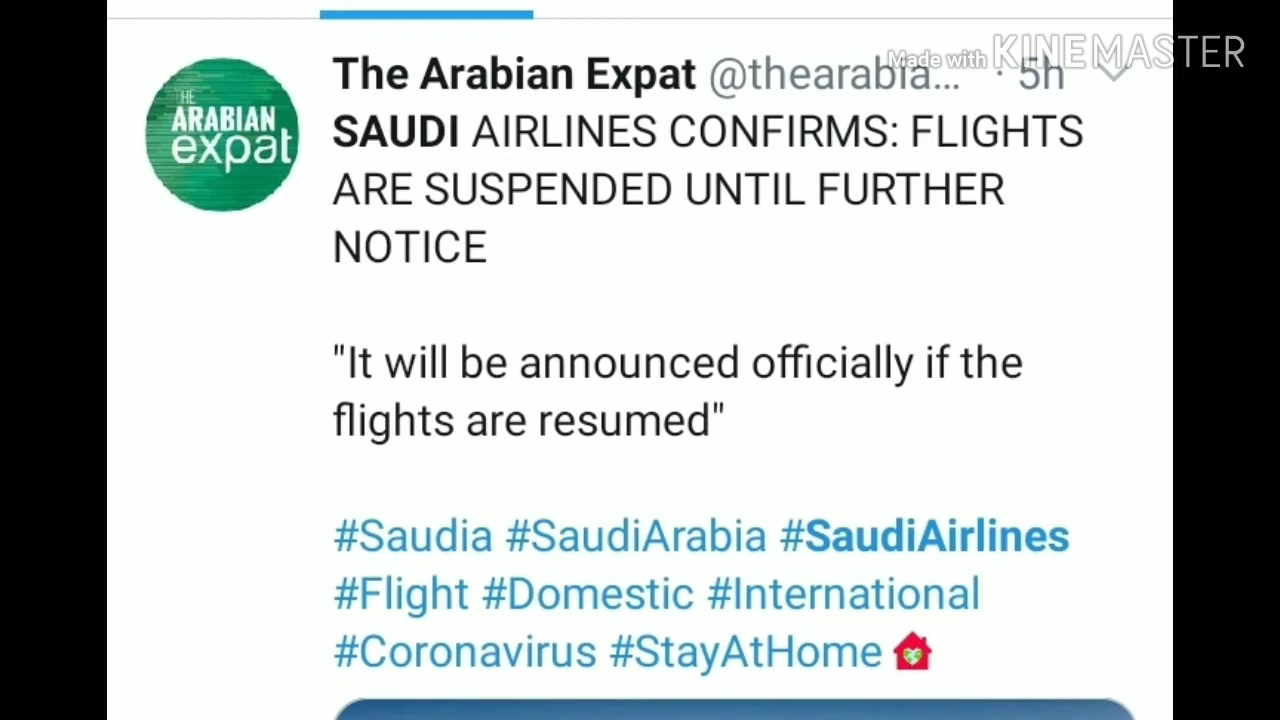 Made with KINEMASTER
THE
ARABIAN
expat
The Arabian Expat @thearabia... · 5h
SAUDI AIRLINES CONFIRMS: FLIGHTS
ARE SUSPENDED UNTIL FURTHER
NOTICE
"It will be announced officially if the
flights are resumed"
#Saudia #SaudiArabia #SaudiAirlines
#Flight #Domestic #International
#Coronavirus #StayAtHome